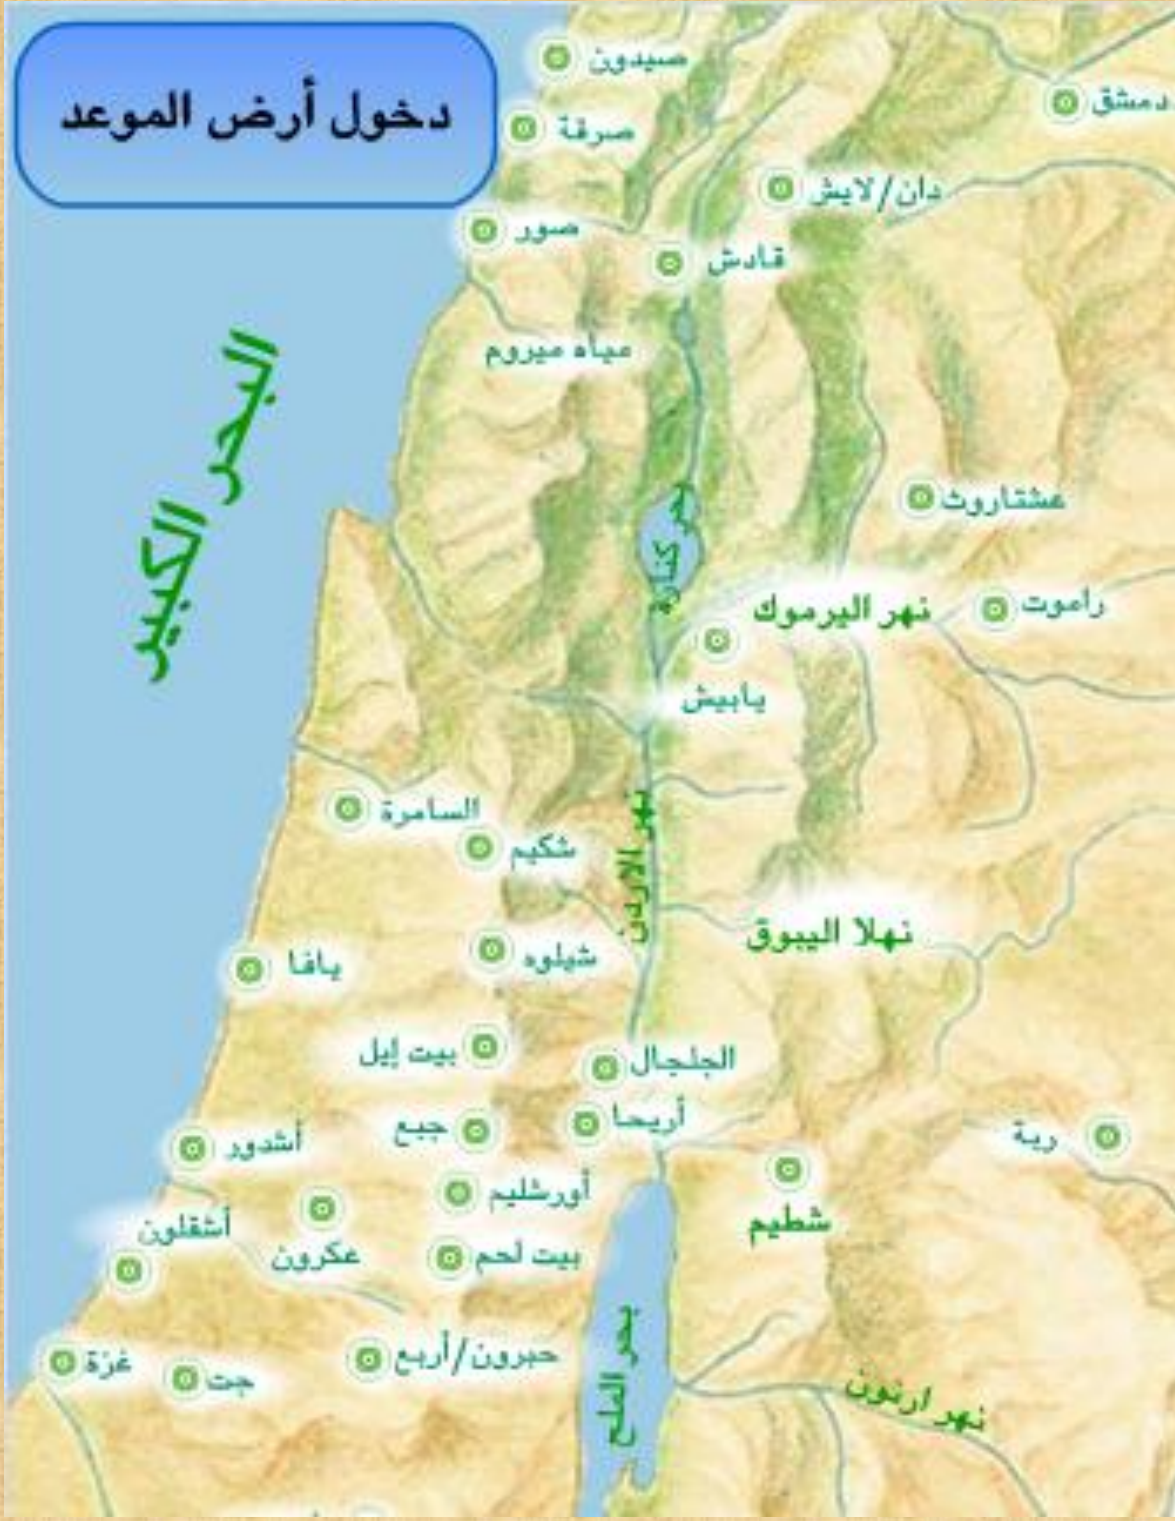 دخول أرض الموعد
صيدون
دمشق
صرفة
دان/لايش
صور
قادش
مياه ميروم
البحر الكبير
عشتاروث
بحر كنارة
راموت
نهر اليرموك
يابيش
السامرة
شكيم
نهر الاردن
نهلا اليبوق
شيلوه
يافا
بيت إيل
الجلجال
أريحا
جبع
ربة
أشدور
أورشليم
شطيم
أشقلون
عكرون
بيت لحم
حبرون/أربع
غزة
جت
بحر الملح
نهر ارنون